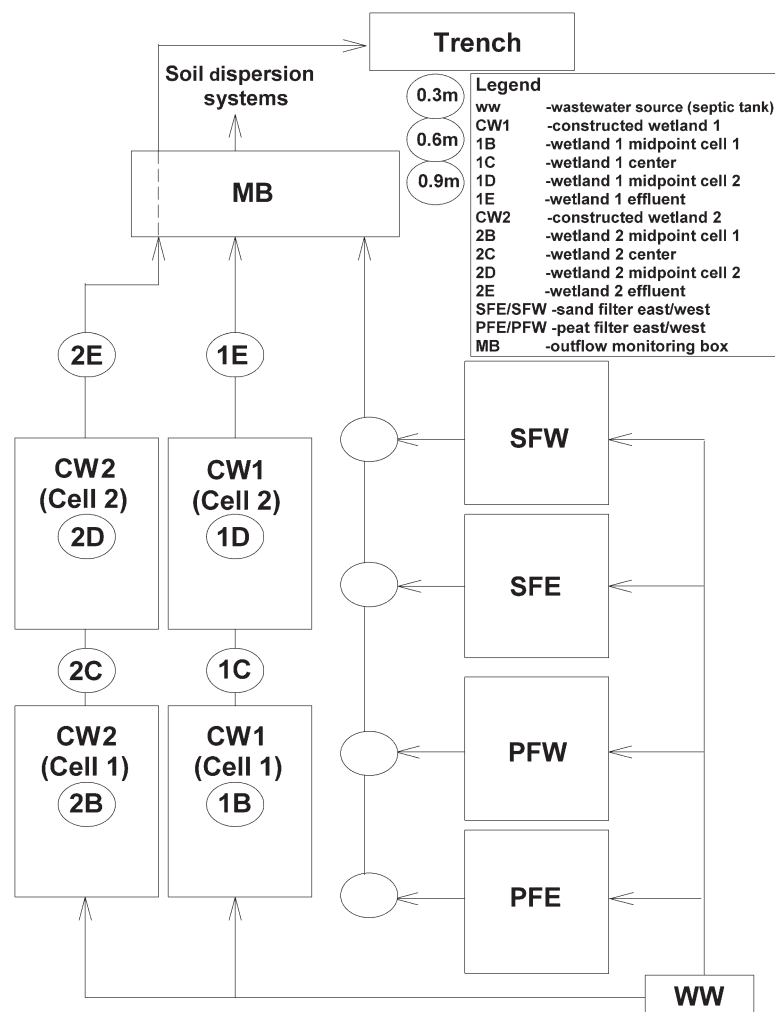 Trench
Soil dispersion
systems
0.3m
0.6m
0.9m
Legend
ww -wastewater source (septic tank)
CW1 -constructed wetland 1
1B -wetland 1 midpoint cell 1
1C -wetland 1 center
1D -wetland 1 midpoint cell 2
1E -wetland 1 effluent
CW2 -constructed wetland 2
2B -wetland 2 midpoint cell 1
2C -wetland 2 center
2D -wetland 2 midpoint cell 2
2E -wetland 2 effluent
SFE/SFW -sand filter east/west
PFE/PFW -peat filter east/west
MB -outflow monitoring box
MB
2E
1E
CW2
(Cell 2)
2D
CW1
(Cell 2)
1D
SFW
SFE
2C
1C
CW2
(Cell 1)
2B
CW1
(Cell 1)
1B
PFW
PFE
WW